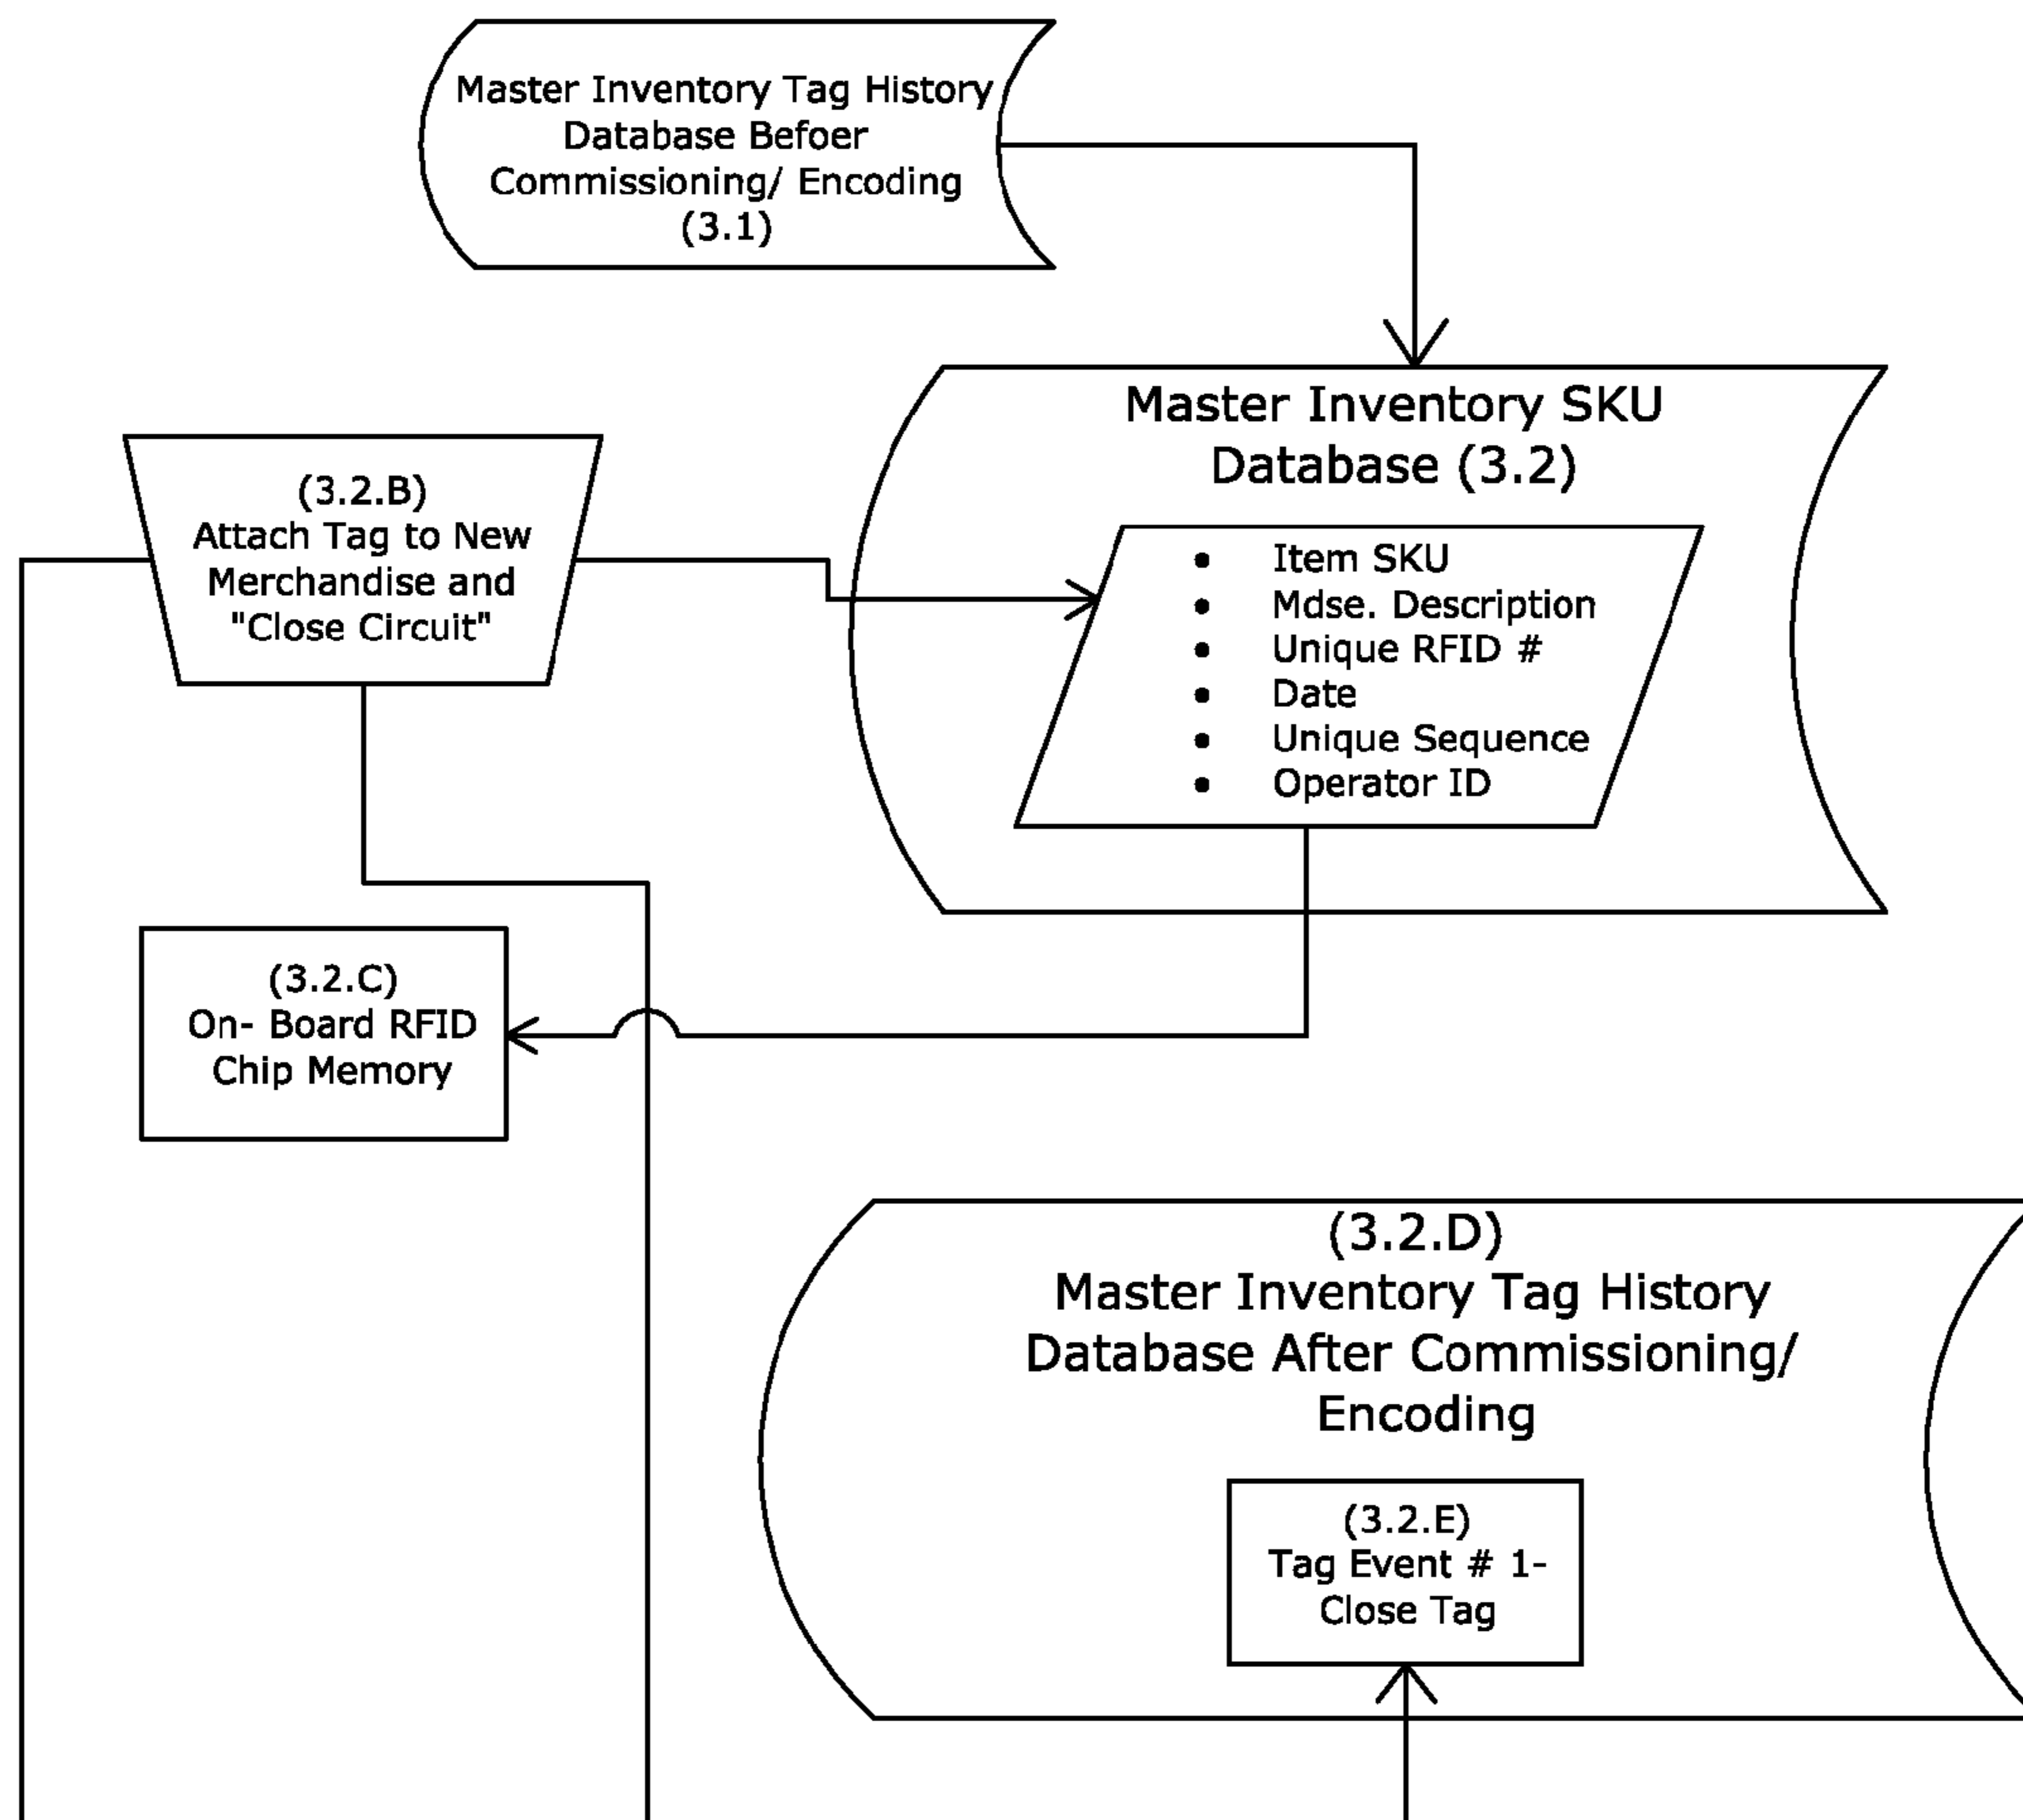 Master Inventory Tag History
Database Befoer
Commissioning/ Encoding
(3.1)
Master Inventory SKU
Database (3.2)
(3.2.B)
Attach Tag to New
Merchandise and
"Close Circuit"
• Item SKU
• Mdse. Description
• Unique RFID #
• Date
• Unique Sequence
• Operator ID
(3.2.C)
On- Board RFID
Chip Memory
(3.2.D)
Master Inventory Tag History
Database After Commissioning/
Encoding
(3.2.E)
Tag Event # 1-
Close Tag